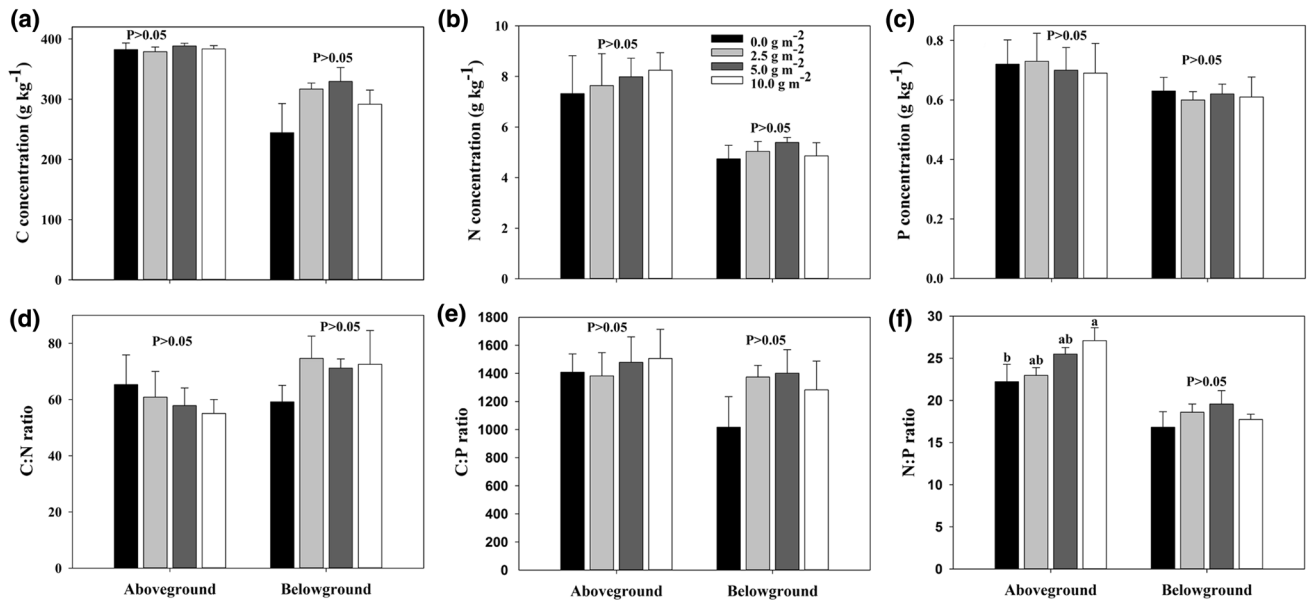 (a)
C concentration (g kg⁻¹)
400
300
200
100
0
P>0.05
P>0.05
(b)
N concentration (g kg⁻¹)
10
8
6
4
2
0
P>0.05
P>0.05
0.0 g m⁻²
2.5 g m⁻²
5.0 g m⁻²
10.0 g m⁻²
(c)
P concentration (g kg⁻¹)
0.8
0.6
0.4
0.2
0.0
P>0.05
P>0.05
(d)
C:N ratio
80
60
40
20
0
P>0.05
P>0.05
Aboveground Belowground
(e)
C:P ratio
1800
1600
1400
1200
1000
800
600
400
200
0
P>0.05
P>0.05
Aboveground Belowground
(f)
N:P ratio
30
25
20
15
10
5
0
b ab ab a
P>0.05
Aboveground Belowground